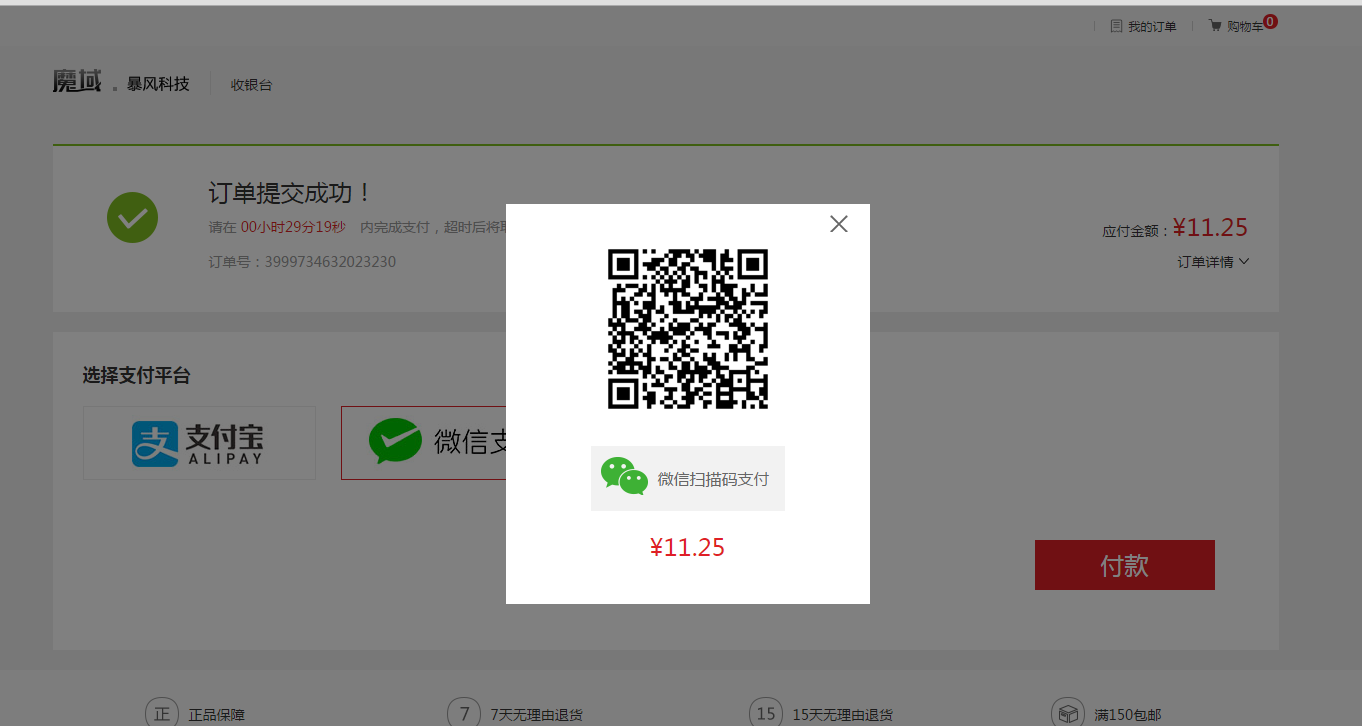 我的订单
购物车
0
魔域
暴风科技
收银台
订单提交成功！
请在 00小时29分19秒 内完成支付，超时后将
应付金额：¥11.25
订单号：3999734632023230
订单详情
选择支付平台
支付宝
ALIPAY
微信支
微信扫描码支付
¥11.25
付款
正 正品保障
7 7天无理由退货
15 15天无理由退货
满150包邮